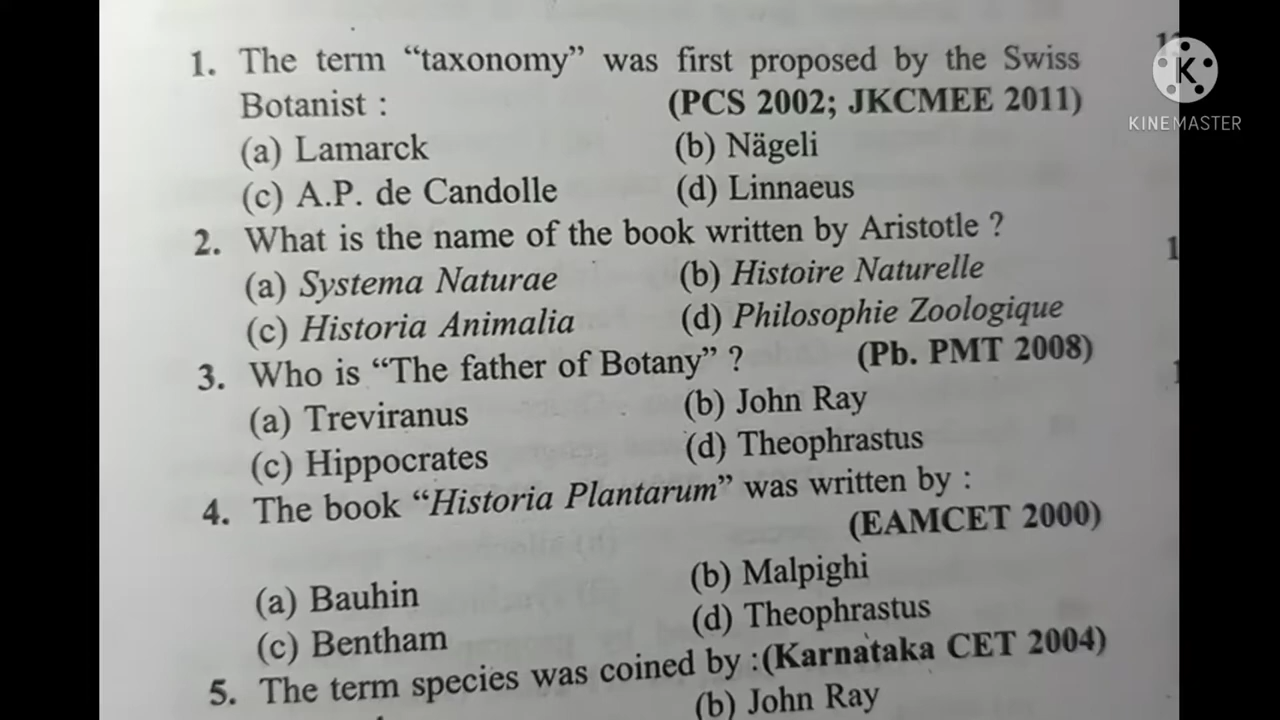 1. The term “taxonomy” was first proposed by the Swiss
Botanist : (PCS 2002; JKCMEE 2011)
(a) Lamarck (b) Nägeli
(c) A.P. de Candolle (d) Linnaeus
2. What is the name of the book written by Aristotle ?
(a) Systema Naturae (b) Histoire Naturelle
(c) Historia Animalia (d) Philosophie Zoologique
3. Who is “The father of Botany” ? (Pb. PMT 2008)
(a) Treviranus (b) John Ray
(c) Hippocrates (d) Theophrastus
4. The book “Historia Plantarum” was written by :
(EAMCET 2000)
(a) Bauhin (b) Malpighi
(c) Bentham (d) Theophrastus
5. The term species was coined by :(Karnataka CET 2004)
(b) John Ray
K
KINEMASTER